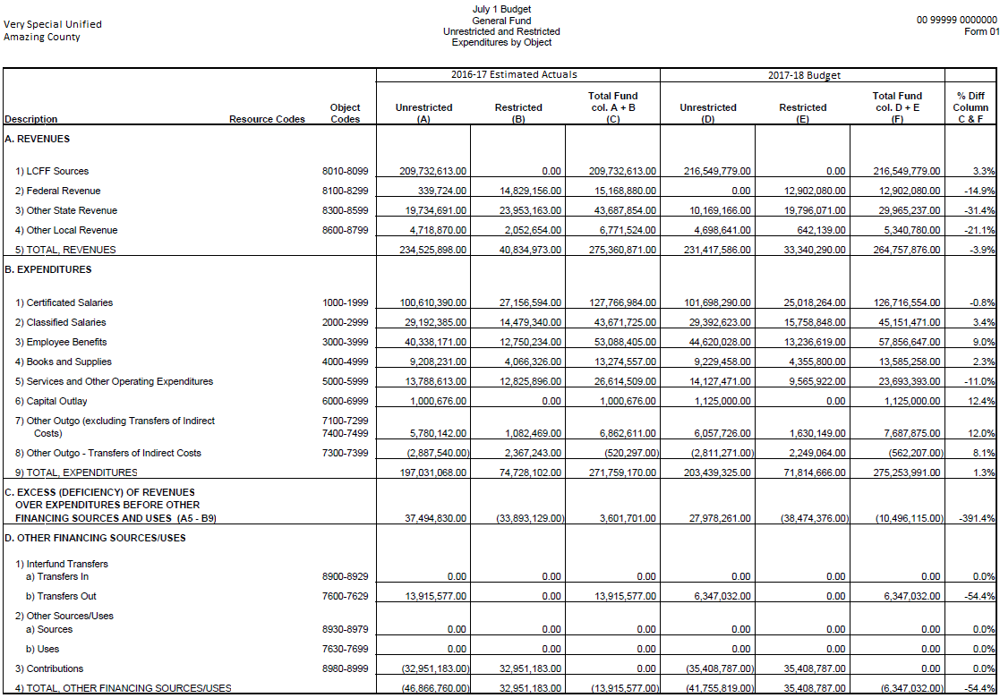 July 1 Budget
General Fund
Unrestricted and Restricted
Expenditures by Object
Very Special Unified
Amazing County
00 99999 0000000
Form 01
2016-17 Estimated Actuals 2017-18 Budget
Description Resource Codes Object Codes Unrestricted (A) Restricted (B) Total Fund col. A + B (C) Unrestricted (D) Restricted (E) Total Fund col. D + E (F) % Diff Column C & F
A. REVENUES
1) LCFF Sources 8010-8099 209,732,613.00 0.00 209,732,613.00 216,549,779.00 0.00 216,549,779.00 3.3%
2) Federal Revenue 8100-8299 339,724.00 14,829,156.00 15,168,880.00 0.00 12,902,080.00 12,902,080.00 -14.9%
3) Other State Revenue 8300-8599 19,734,691.00 23,953,163.00 43,687,854.00 10,169,166.00 19,796,071.00 29,965,237.00 -31.4%
4) Other Local Revenue 8600-8799 4,718,870.00 2,052,654.00 6,771,524.00 4,698,641.00 642,139.00 5,340,780.00 -21.1%
5) TOTAL, REVENUES 234,525,898.00 40,834,973.00 275,360,871.00 231,417,586.00 33,340,290.00 264,757,876.00 -3.9%
B. EXPENDITURES
1) Certificated Salaries 1000-1999 100,610,390.00 27,156,594.00 127,766,984.00 101,698,290.00 25,018,264.00 126,716,554.00 -0.8%
2) Classified Salaries 2000-2999 29,192,385.00 14,479,340.00 43,671,725.00 29,392,623.00 15,758,848.00 45,151,471.00 3.4%
3) Employee Benefits 3000-3999 40,338,171.00 12,750,234.00 53,088,405.00 44,620,028.00 13,236,619.00 57,856,647.00 9.0%
4) Books and Supplies 4000-4999 9,208,231.00 4,066,326.00 13,274,557.00 9,229,458.00 4,355,800.00 13,585,258.00 2.3%
5) Services and Other Operating Expenditures 5000-5999 13,788,613.00 12,825,896.00 26,614,509.00 14,127,471.00 9,565,922.00 23,693,393.00 -11.0%
6) Capital Outlay 6000-6999 1,000,676.00 0.00 1,000,676.00 1,125,000.00 0.00 1,125,000.00 12.4%
7) Other Outgo (excluding Transfers of Indirect 7100-7299
Costs) 7400-7499 5,780,142.00 1,082,469.00 6,862,611.00 6,057,726.00 1,630,149.00 7,687,875.00 12.0%
8) Other Outgo - Transfers of Indirect Costs 7300-7399 (2,887,540.00) 2,367,243.00 (520,297.00) (2,811,271.00) 2,249,064.00 (562,207.00) 8.1%
9) TOTAL, EXPENDITURES 197,031,068.00 74,728,102.00 271,759,170.00 203,439,325.00 71,814,666.00 275,253,991.00 1.3%
C. EXCESS (DEFICIENCY) OF REVENUES
OVER EXPENDITURES BEFORE OTHER
FINANCING SOURCES AND USES (A5 - B9) 37,494,830.00 (33,893,129.00) 3,601,701.00 27,978,261.00 (38,474,376.00) (10,496,115.00) -391.4%
D. OTHER FINANCING SOURCES/USES
1) Interfund Transfers
a) Transfers In 8900-8929 0.00 0.00 0.00 0.00 0.00 0.00 0.0%
b) Transfers Out 7600-7629 13,915,577.00 0.00 13,915,577.00 6,347,032.00 0.00 6,347,032.00 -54.4%
2) Other Sources/Uses
a) Sources 8930-8979 0.00 0.00 0.00 0.00 0.00 0.00 0.0%
b) Uses 7630-7699 0.00 0.00 0.00 0.00 0.00 0.00 0.0%
3) Contributions 8980-8999 (32,951,183.00) 32,951,183.00 0.00 (35,408,787.00) 35,408,787.00 0.00 0.0%
4) TOTAL, OTHER FINANCING SOURCES/USES (46,866,760.00) 32,951,183.00 (13,915,577.00) (41,755,819.00) 35,408,787.00 (6,347,032.00) -54.4%